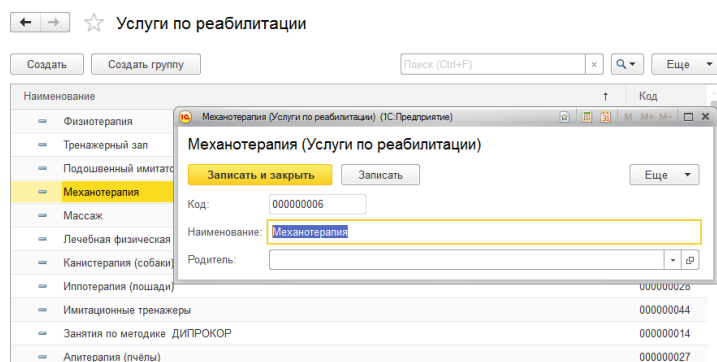 Услуги по реабилитации
Создать Создать группу Поиск (Ctrl+F) × Еще
Наименование ↑ Код
Физиотерапия
Тренажерный зал
Подошвенный имитато
Механотерапия
Массаж
Лечебная физическая
Канистерапия (собаки)
Иппотерапия (лошади) 000000028
Имитационные тренажеры 000000044
Занятия по методике ДИПРОКОР 000000014
Апитерапия (пчёлы) 000000027
Механотерапия (Услуги по реабилитации) (1С:Предприятие) 31 M M+ M-
Механотерапия (Услуги по реабилитации)
Записать и закрыть Записать Еще
Код: 000000006
Наименование: Механотерапия
Родитель: